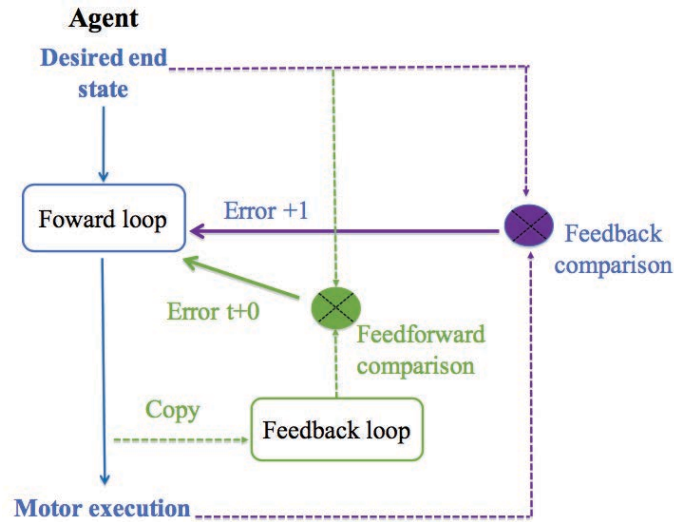 Agent
Desired end
state
Foward loop
Error +1
Feedback
comparison
Error t+0
Feedforward
comparison
Copy
Feedback loop
Motor execution